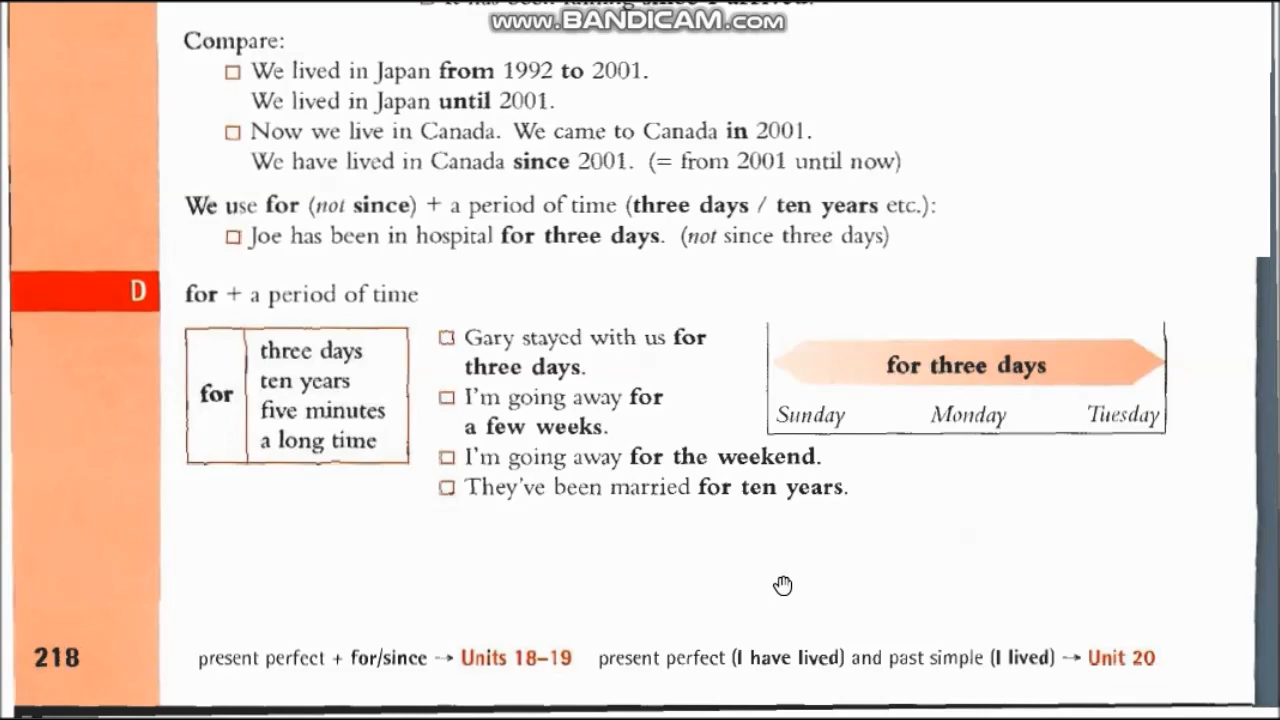 It has been raining since I arrived.
www.BANDICAM.com
Compare:
We lived in Japan from 1992 to 2001.
We lived in Japan until 2001.
Now we live in Canada. We came to Canada in 2001.
We have lived in Canada since 2001. (= from 2001 until now)
We use for (not since) + a period of time (three days / ten years etc.):
Joe has been in hospital for three days. (not since three days)
D
for + a period of time
for
three days
ten years
five minutes
a long time
Gary stayed with us for
three days.
I'm going away for
a few weeks.
I'm going away for the weekend.
They've been married for ten years.
for three days
Sunday Monday Tuesday
218
present perfect + for/since → Units 18–19 present perfect (I have lived) and past simple (I lived) → Unit 20